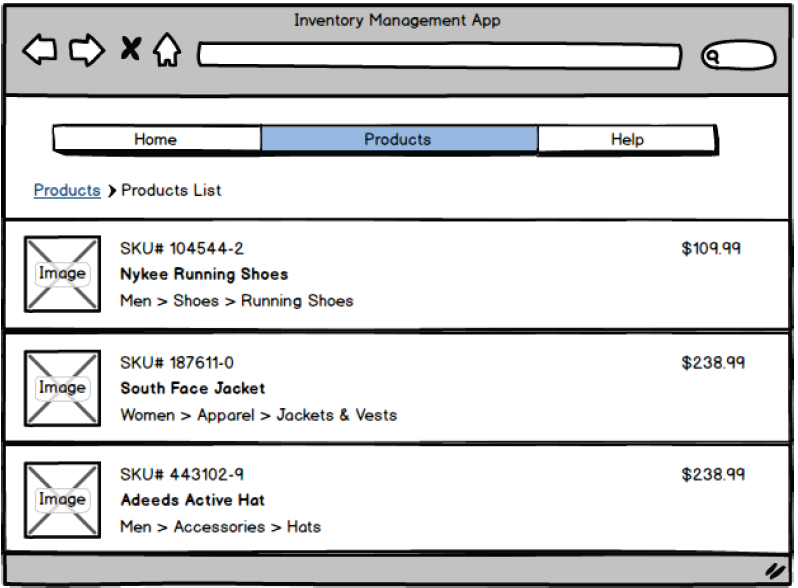 Inventory Management App
Home Products Help
Products > Products List
Image
SKU# 104544-2 $109.99
Nykee Running Shoes
Men > Shoes > Running Shoes
Image
SKU# 187611-0 $238.99
South Face Jacket
Women > Apparel > Jackets & Vests
Image
SKU# 443102-9 $238.99
Adeeds Active Hat
Men > Accessories > Hats